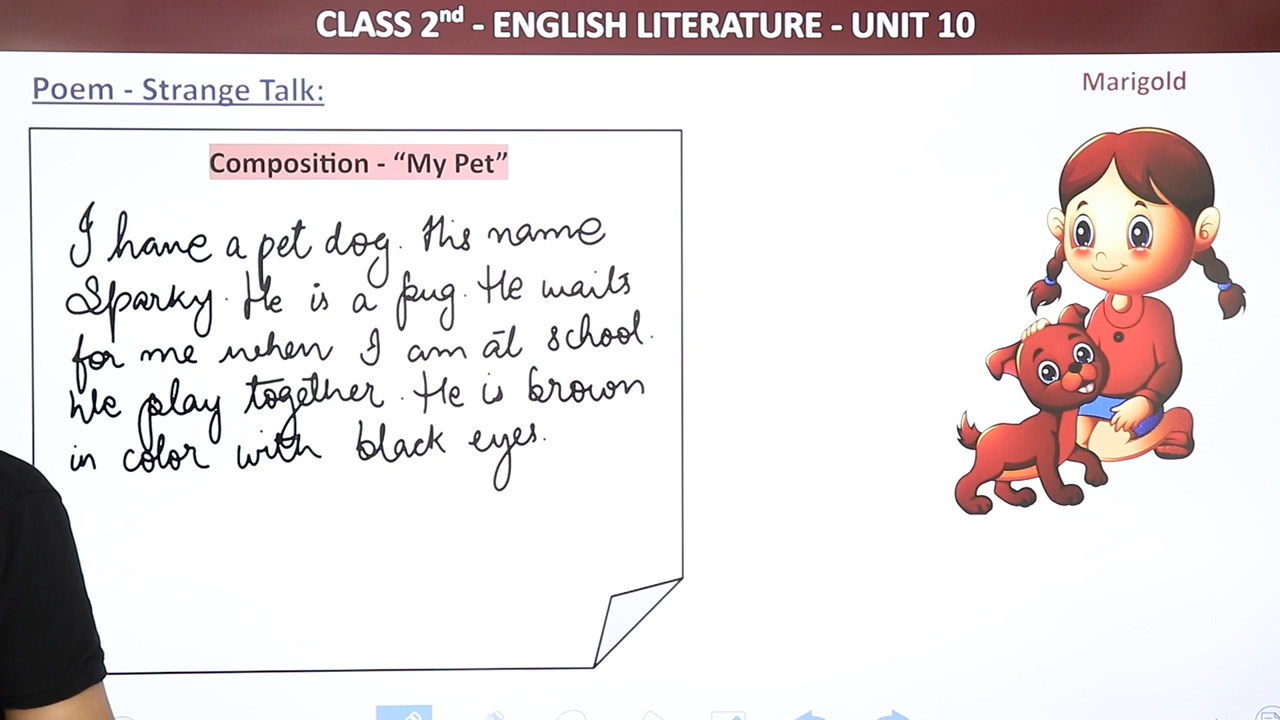 CLASS 2nd - ENGLISH LITERATURE - UNIT 10
Poem - Strange Talk:
Marigold
Composition - “My Pet”
I have a pet dog. His name
Sparky. He is a pug. He waits
for me when I am at school.
We play together. He is brown
in color with black eyes.